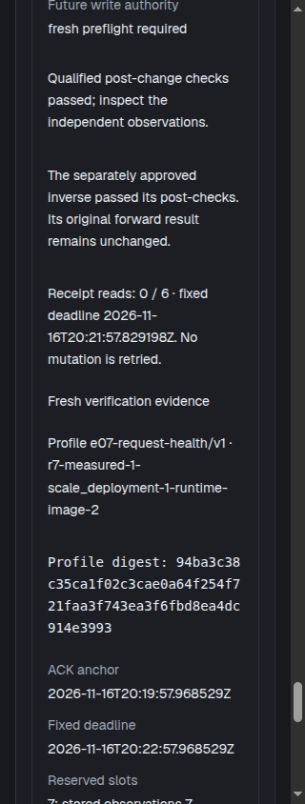 Future write authority
fresh preflight required
Qualified post-change checks
passed; inspect the
independent observations.
The separately approved
inverse passed its post-checks.
Its original forward result
remains unchanged.
Receipt reads: 0 / 6 · fixed
deadline 2026-11-
16T20:21:57.829198Z. No
mutation is retried.
Fresh verification evidence
Profile e07-request-health/v1 ·
r7-measured-1-
scale_deployment-1-runtime-
image-2
Profile digest: 94ba3c38
c35ca1f02c3cae0a64f254f7
21faa3f743ea3f6fbd8ea4dc
914e3993
ACK anchor
2026-11-16T20:19:57.968529Z
Fixed deadline
2026-11-16T20:22:57.968529Z
Reserved slots
7; stored observations 7